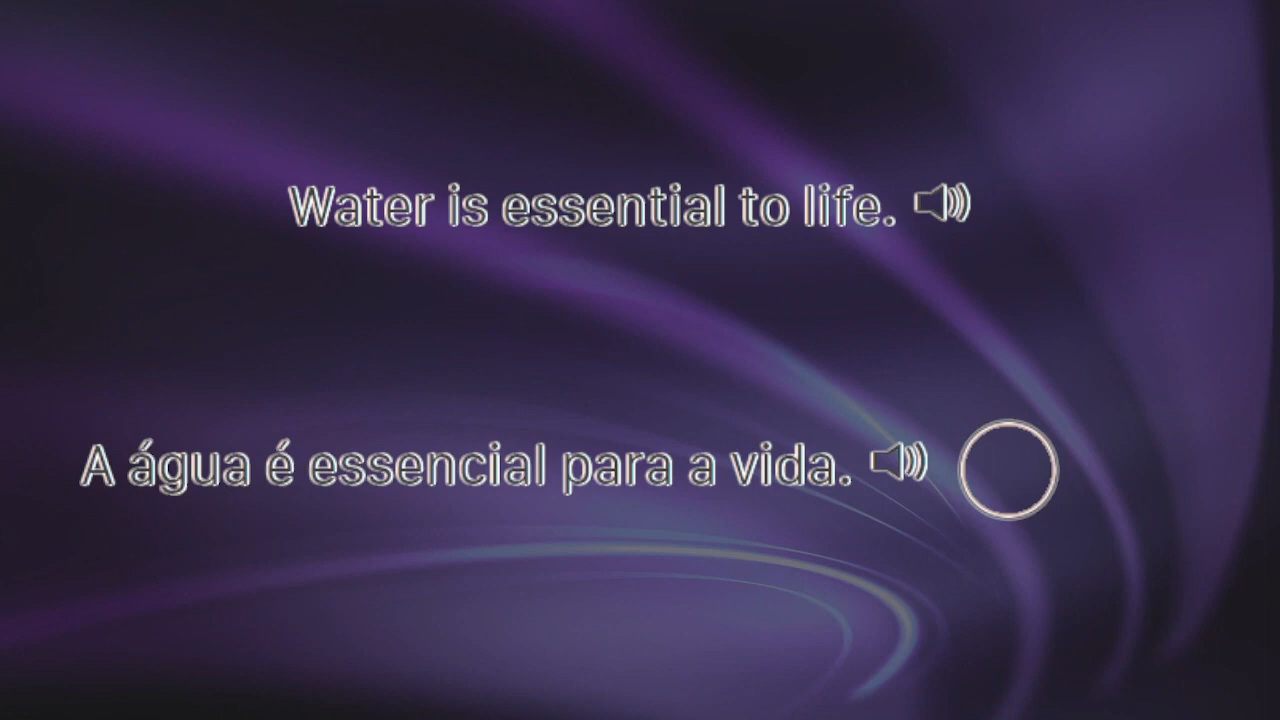 Water is essential to life.
A água é essencial para a vida.